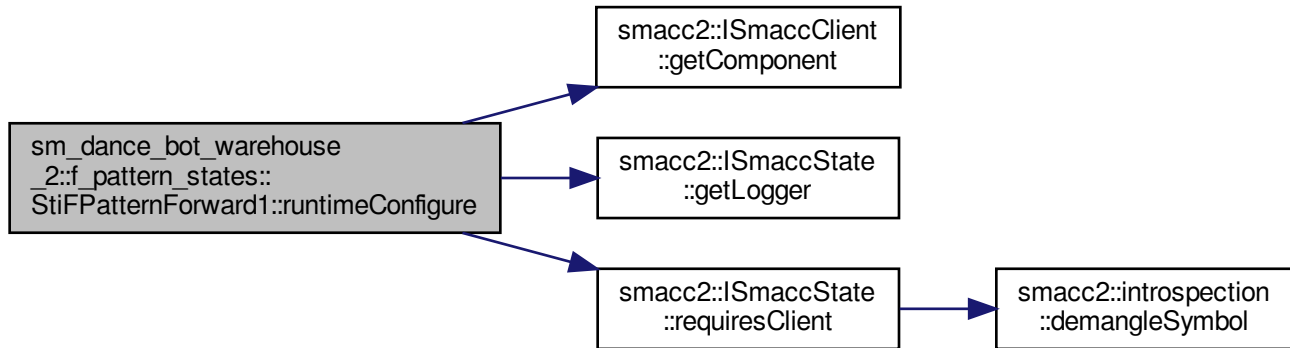 sm_dance_bot_warehouse
_2::f_pattern_states::
StiFPatternForward1::runtimeConfigure
smacc2::ISmaccClient
::getComponent
smacc2::ISmaccState
::getLogger
smacc2::ISmaccState
::requiresClient
smacc2::introspection
::demangleSymbol